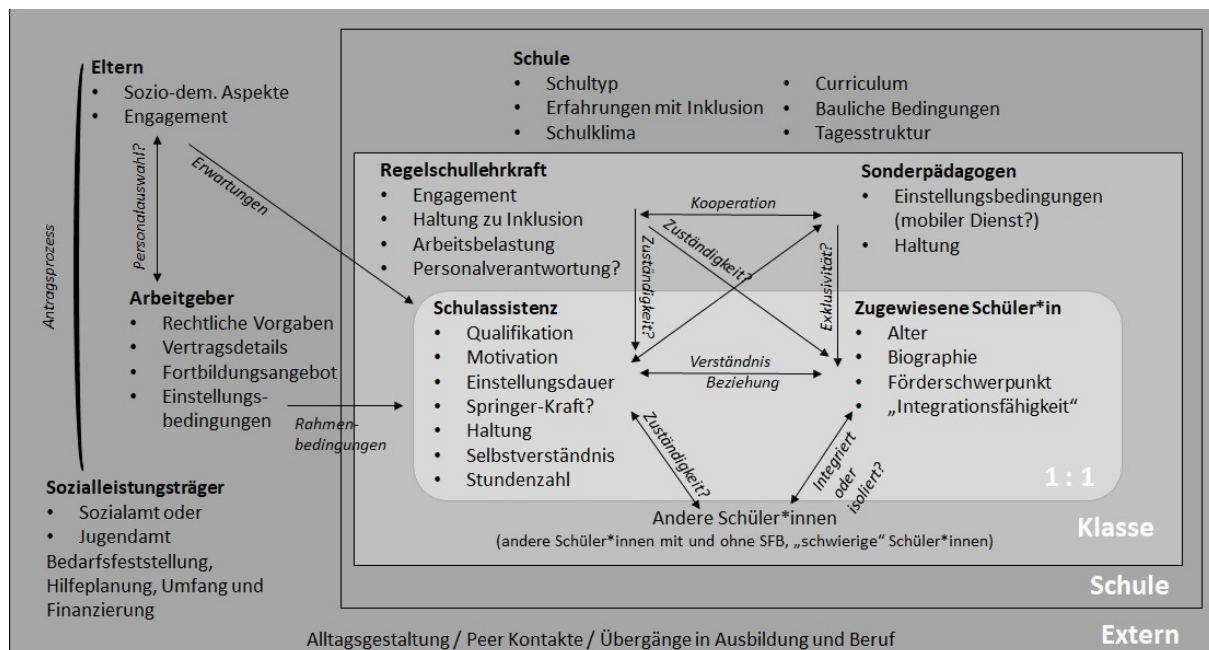 Eltern
• Sozio-dem. Aspekte
• Engagement
Antragsprozess
Personalauswahl?
Erwartungen
Arbeitgeber
• Rechtliche Vorgaben
• Vertragsdetails
• Fortbildungsangebot
• Einstellungs-
bedingungen
Rahmen-
bedingungen
Sozialleistungsträger
• Sozialamt oder
• Jugendamt
Bedarfsfeststellung,
Hilfeplanung, Umfang und
Finanzierung
Schule
• Schultyp
• Erfahrungen mit Inklusion
• Schulklima
• Curriculum
• Bauliche Bedingungen
• Tagesstruktur
Regelschullehrkraft
• Engagement
• Haltung zu Inklusion
• Arbeitsbelastung
• Personalverantwortung?
Kooperation
Zuständigkeit?
Zuständigkeit?
Exklusivität?
Sonderpädagogen
• Einstellungsbedingungen
(mobiler Dienst?)
• Haltung
Schulassistenz
• Qualifikation
• Motivation
• Einstellungsdauer
• Springer-Kraft?
• Haltung
• Selbstverständnis
• Stundenzahl
Verständnis
Beziehung
Zugewiesene Schüler*in
• Alter
• Biographie
• Förderschwerpunkt
• „Integrationsfähigkeit“
Zuständigkeit?
Integriert
oder
isoliert?
1 : 1
Andere Schüler*innen
(andere Schüler*innen mit und ohne SFB, „schwierige“ Schüler*innen)
Klasse
Schule
Alltagsgestaltung / Peer Kontakte / Übergänge in Ausbildung und Beruf
Extern